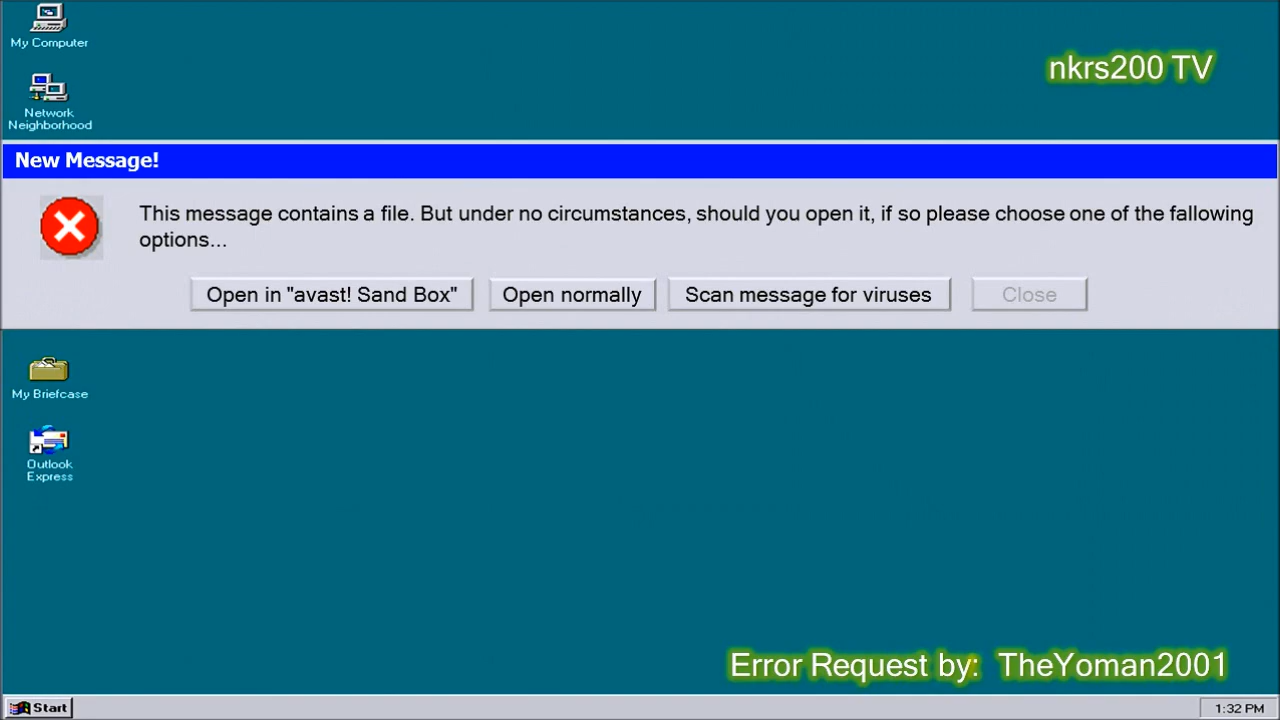 My Computer
nkrs200 TV
Network
Neighborhood
New Message!
This message contains a file. But under no circumstances, should you open it, if so please choose one of the fallowing
options...
Open in "avast! Sand Box"
Open normally
Scan message for viruses
Close
My Briefcase
Outlook
Express
Error Request by: TheYoman2001
Start
1:32 PM